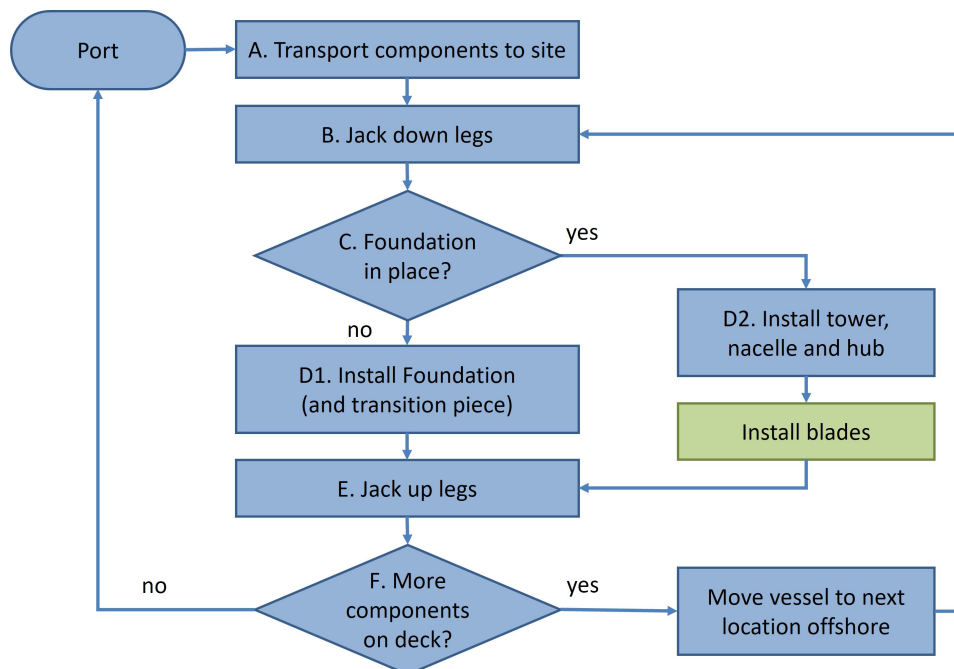 Port
A. Transport components to site
B. Jack down legs
C. Foundation
in place?
yes
no
D2. Install tower,
nacelle and hub
D1. Install Foundation
(and transition piece)
Install blades
E. Jack up legs
F. More
components
on deck?
no
yes
Move vessel to next
location offshore